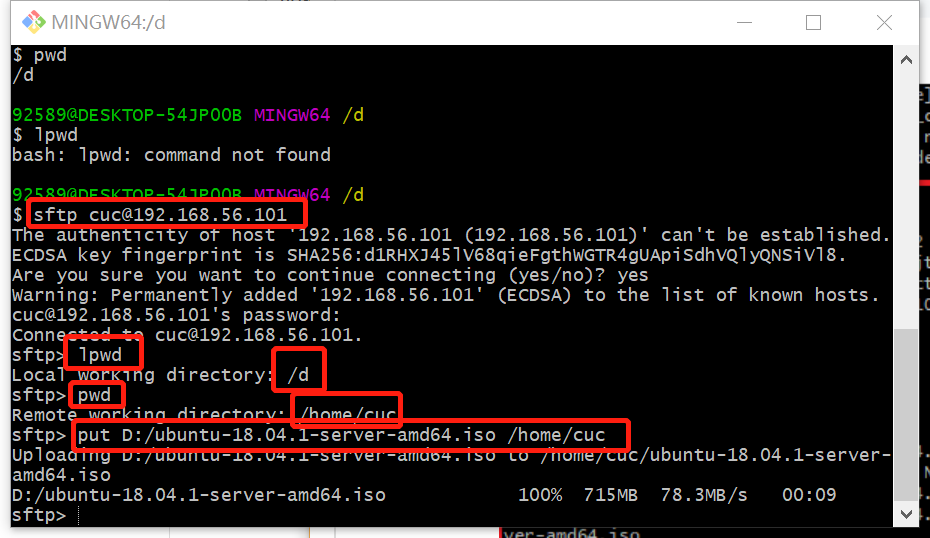 MINGW64:/d
$ pwd
/d
92589@DESKTOP-54JPOOB MINGW64 /d
$ lpwd
bash: lpwd: command not found
92589@DESKTOP-54JPOOB MINGW64 /d
$ sftp cuc@192.168.56.101
The authenticity of host '192.168.56.101 (192.168.56.101)' can't be established.
ECDSA key fingerprint is SHA256:d1RHXJ45lV68qieFgthWGTR4gUApiSdhVQlyQNSiVl8.
Are you sure you want to continue connecting (yes/no)? yes
Warning: Permanently added '192.168.56.101' (ECDSA) to the list of known hosts.
cuc@192.168.56.101's password:
Connected to cuc@192.168.56.101.
sftp> lpwd
Local working directory: /d
sftp> pwd
Remote working directory: /home/cuc
sftp> put D:/ubuntu-18.04.1-server-amd64.iso /home/cuc
Uploading D:/ubuntu-18.04.1-server-amd64.iso to /home/cuc/ubuntu-18.04.1-server-
amd64.iso
D:/ubuntu-18.04.1-server-amd64.iso 100% 715MB 78.3MB/s 00:09
sftp>
ver-amd64.iso